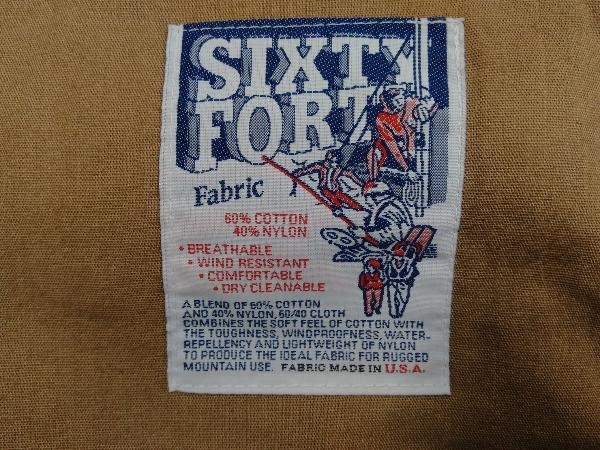 SIXTY
FORTY
Fabric
60% COTTON
40% NYLON
• BREATHABLE
• WIND RESISTANT
• COMFORTABLE
• DRY CLEANABLE
A BLEND OF 60% COTTON
AND 40% NYLON, 60/40 CLOTH
COMBINES THE SOFT FEEL OF COTTON WITH
THE TOUGHNESS, WINDPROOFNESS, WATER-
REPELLENCY AND LIGHTWEIGHT OF NYLON
TO PRODUCE THE IDEAL FABRIC FOR RUGGED
MOUNTAIN USE. FABRIC MADE IN U.S.A.